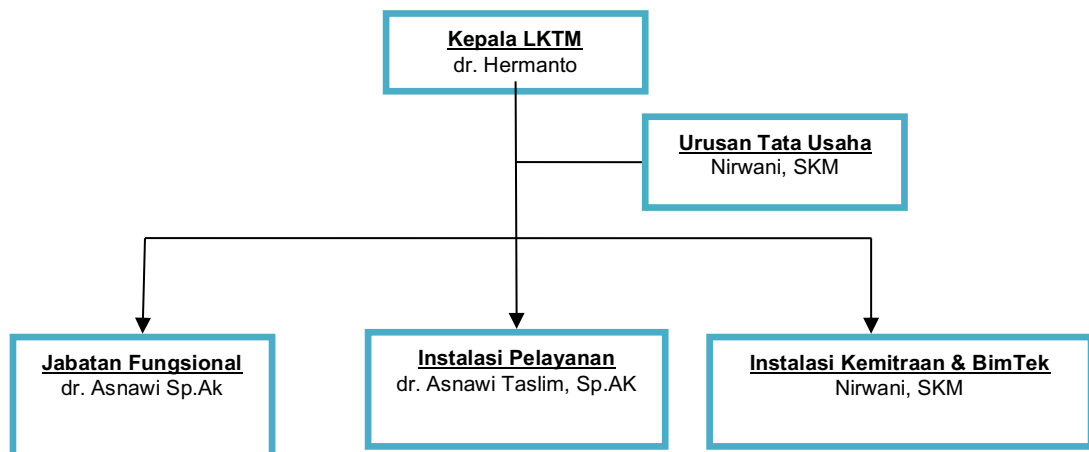 Kepala LKTM
dr. Hermanto
Urusan Tata Usaha
Nirwani, SKM
Jabatan Fungsional
dr. Asnawi Sp.Ak
Instalasi Pelayanan
dr. Asnawi Taslim, Sp.AK
Instalasi Kemitraan & BimTek
Nirwani, SKM